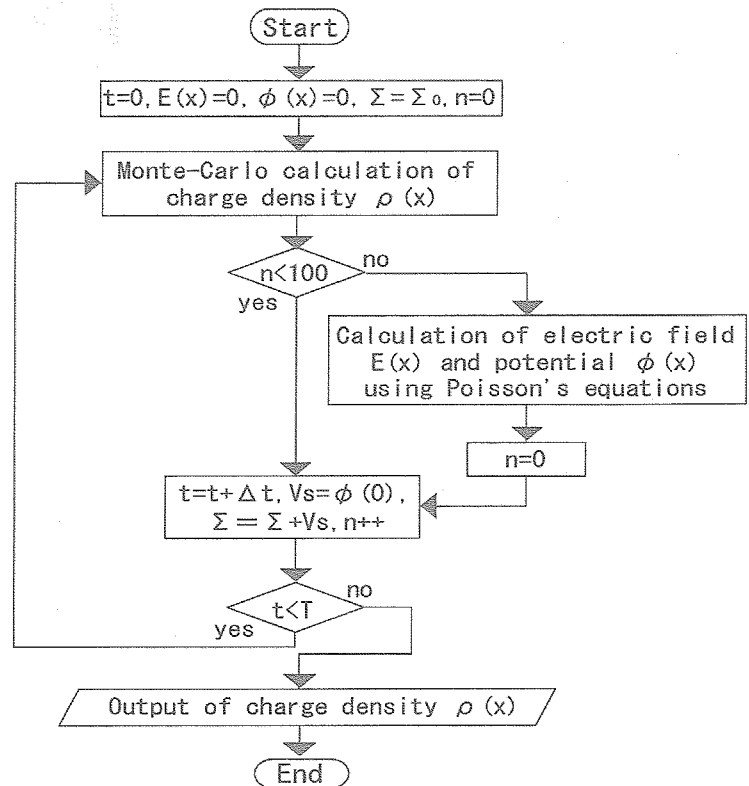 Start
t=0, E(x)=0, φ(x)=0, Σ=Σ₀, n=0
Monte-Carlo calculation of
charge density ρ(x)
n<100
no
yes
Calculation of electric field
E(x) and potential φ(x)
using Poisson's equations
n=0
t=t+Δt, Vs=φ(0),
Σ=Σ+Vs, n++
t<T
no
yes
Output of charge density ρ(x)
End